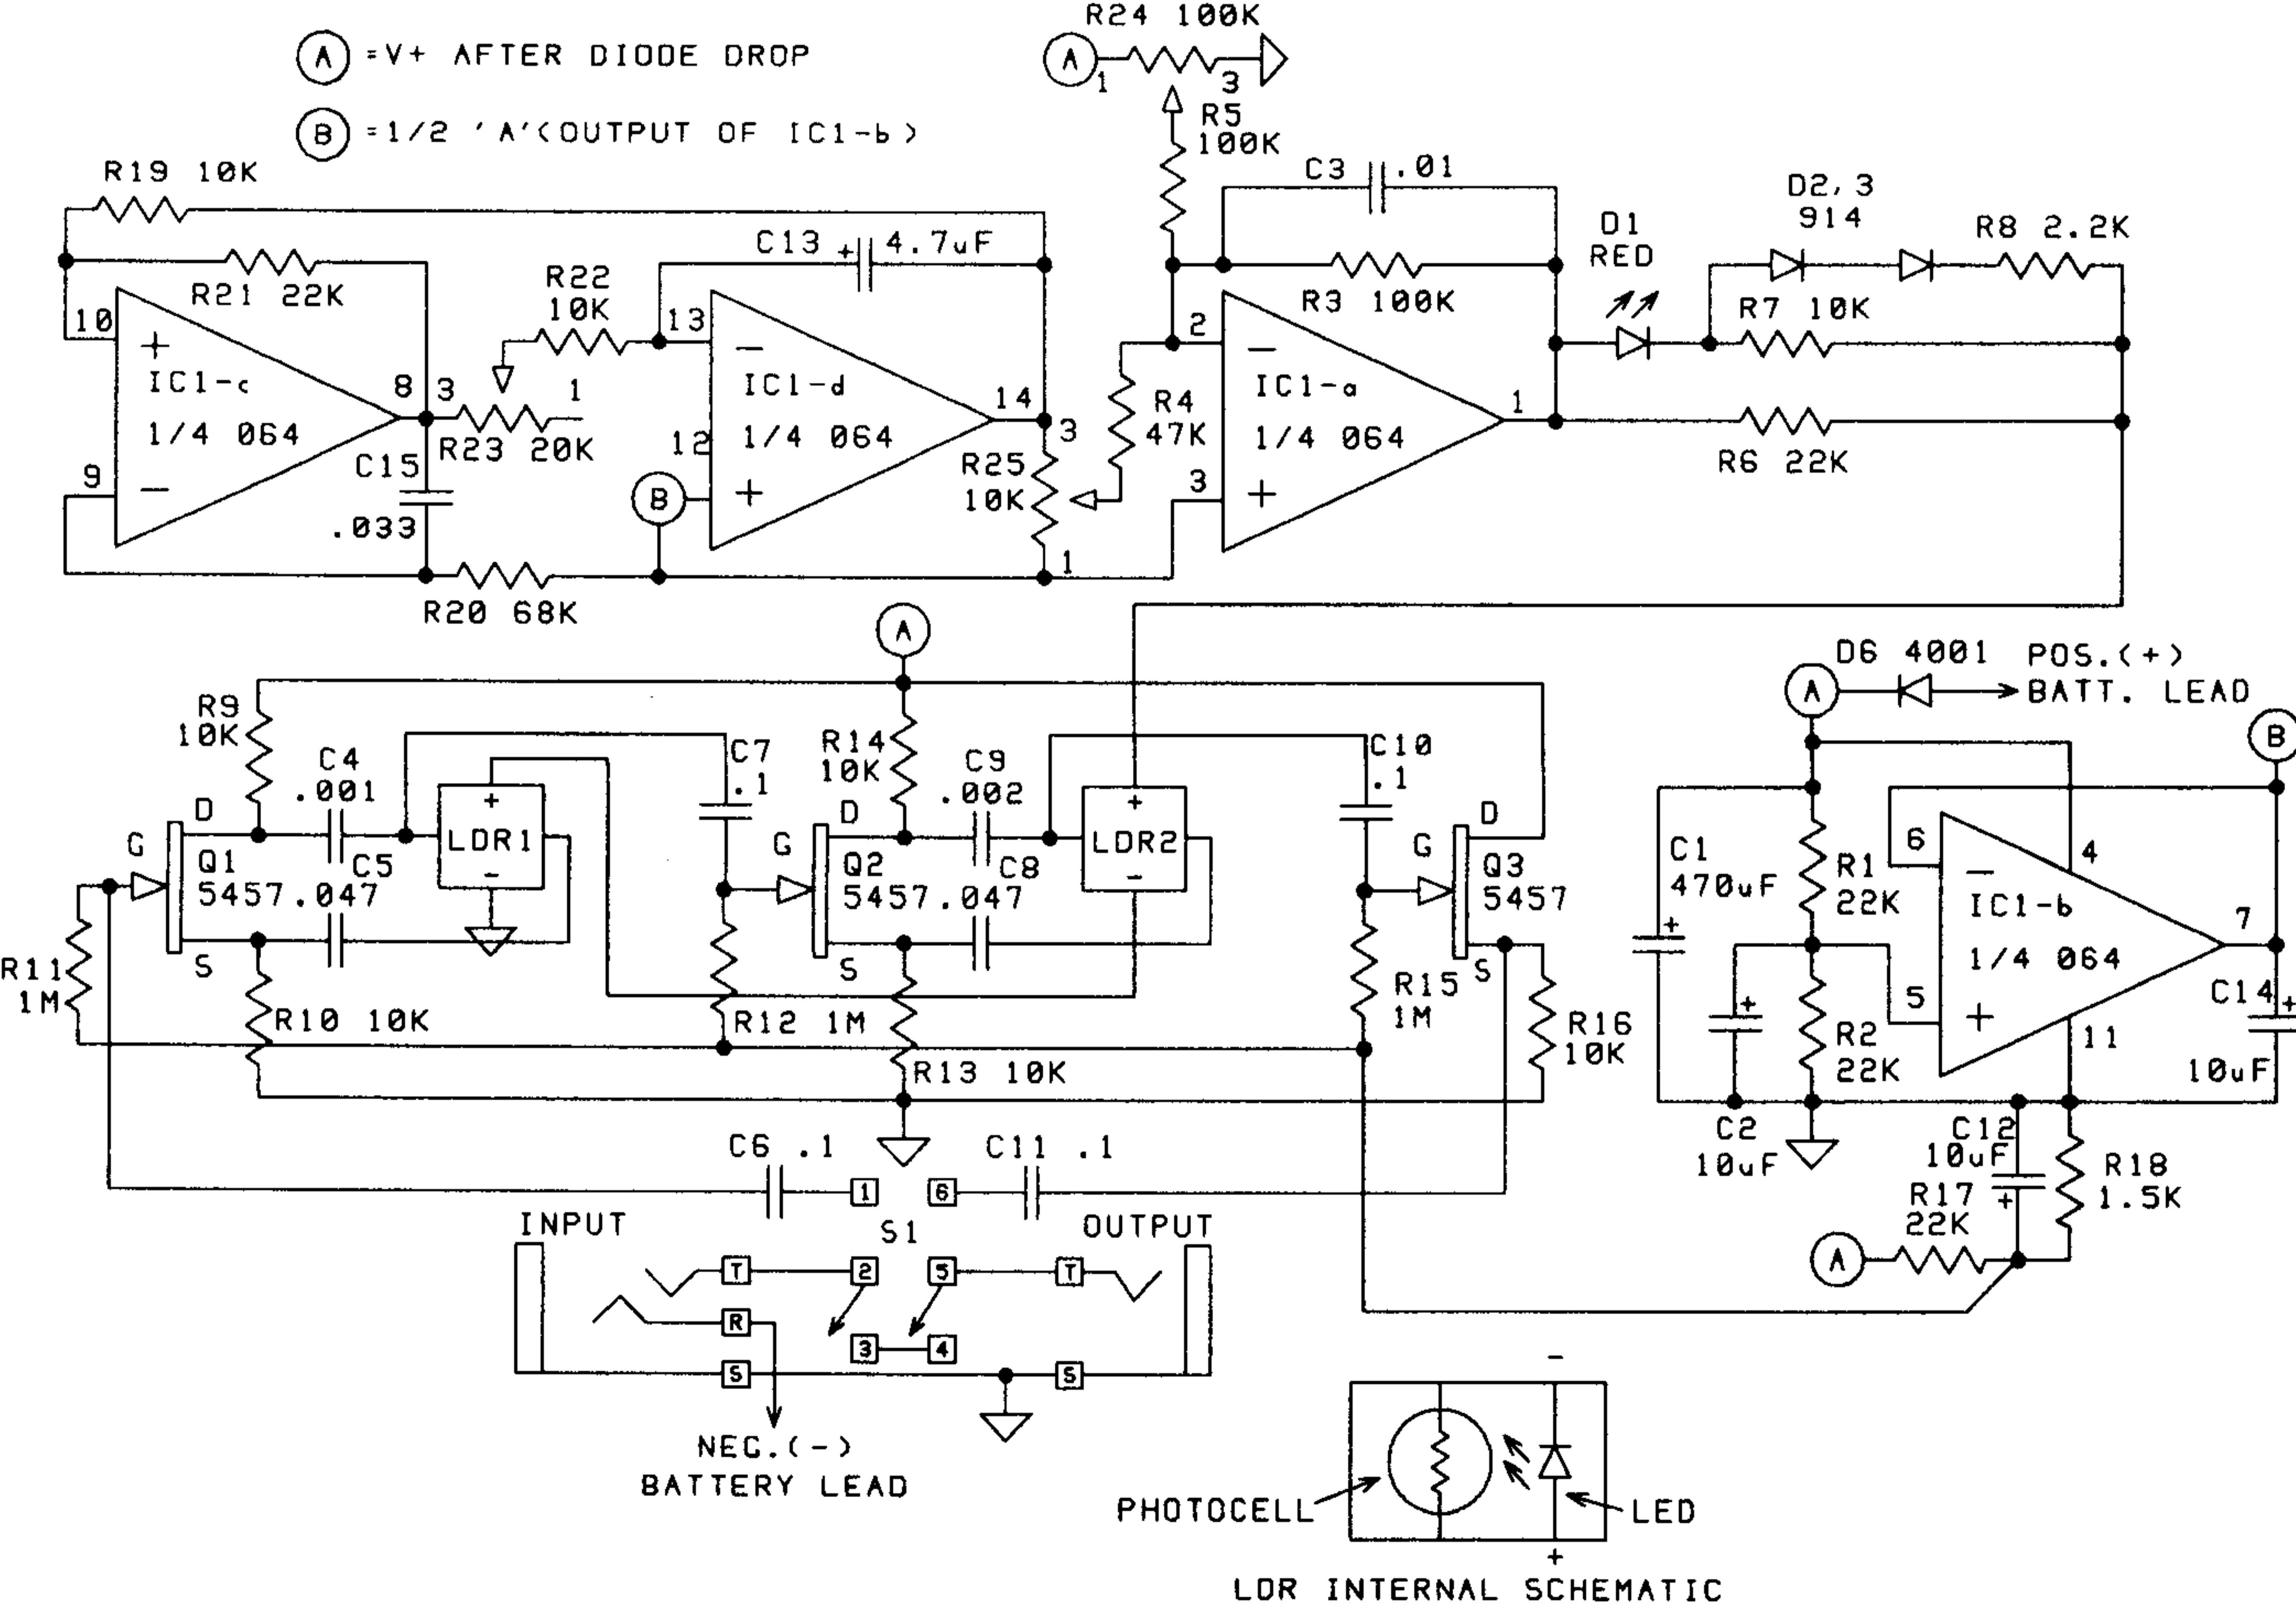 R24 100K
A =V+ AFTER DIODE DROP
A
1
3
B =1/2 'A'(OUTPUT OF IC1-b)
R5
100K
R19 10K
C3 .01
D2,3
914
D1
RED
R8 2.2K
C13 + 4.7uF
R21 22K
R22
10K
R3 100K
R7 10K
10
+
IC1-c
1/4 064
8
3
1
9
-
13
-
IC1-d
1/4 064
14
3
12
+
2
-
IC1-a
1/4 064
1
3
+
R4
47K
R23 20K
C15
.033
B
R25
10K
1
R6 22K
R20 68K
A
D6 4001
POS.(+)
BATT. LEAD
A
B
R9
10K
C4
.001
D
G
Q1
5457
C5
.047
S
+
LDR1
-
C7
.1
R14
10K
C9
.002
D
G
Q2
5457
C8
.047
S
+
LDR2
-
C10
.1
D
G
Q3
5457
S
C1
470uF
+
R1
22K
6
-
IC1-b
1/4 064
4
7
5
+
11
R11
1M
R10 10K
R12 1M
R13 10K
R15
1M
R16
10K
+
R2
22K
C14
+
10uF
C2
10uF
C12
10uF
+
R18
1.5K
R17
22K
A
C6 .1
C11 .1
1
6
INPUT
S1
OUTPUT
T
2
5
T
R
3
4
S
S
NEG.(-)
BATTERY LEAD
-
PHOTOCELL
LED
+
LDR INTERNAL SCHEMATIC